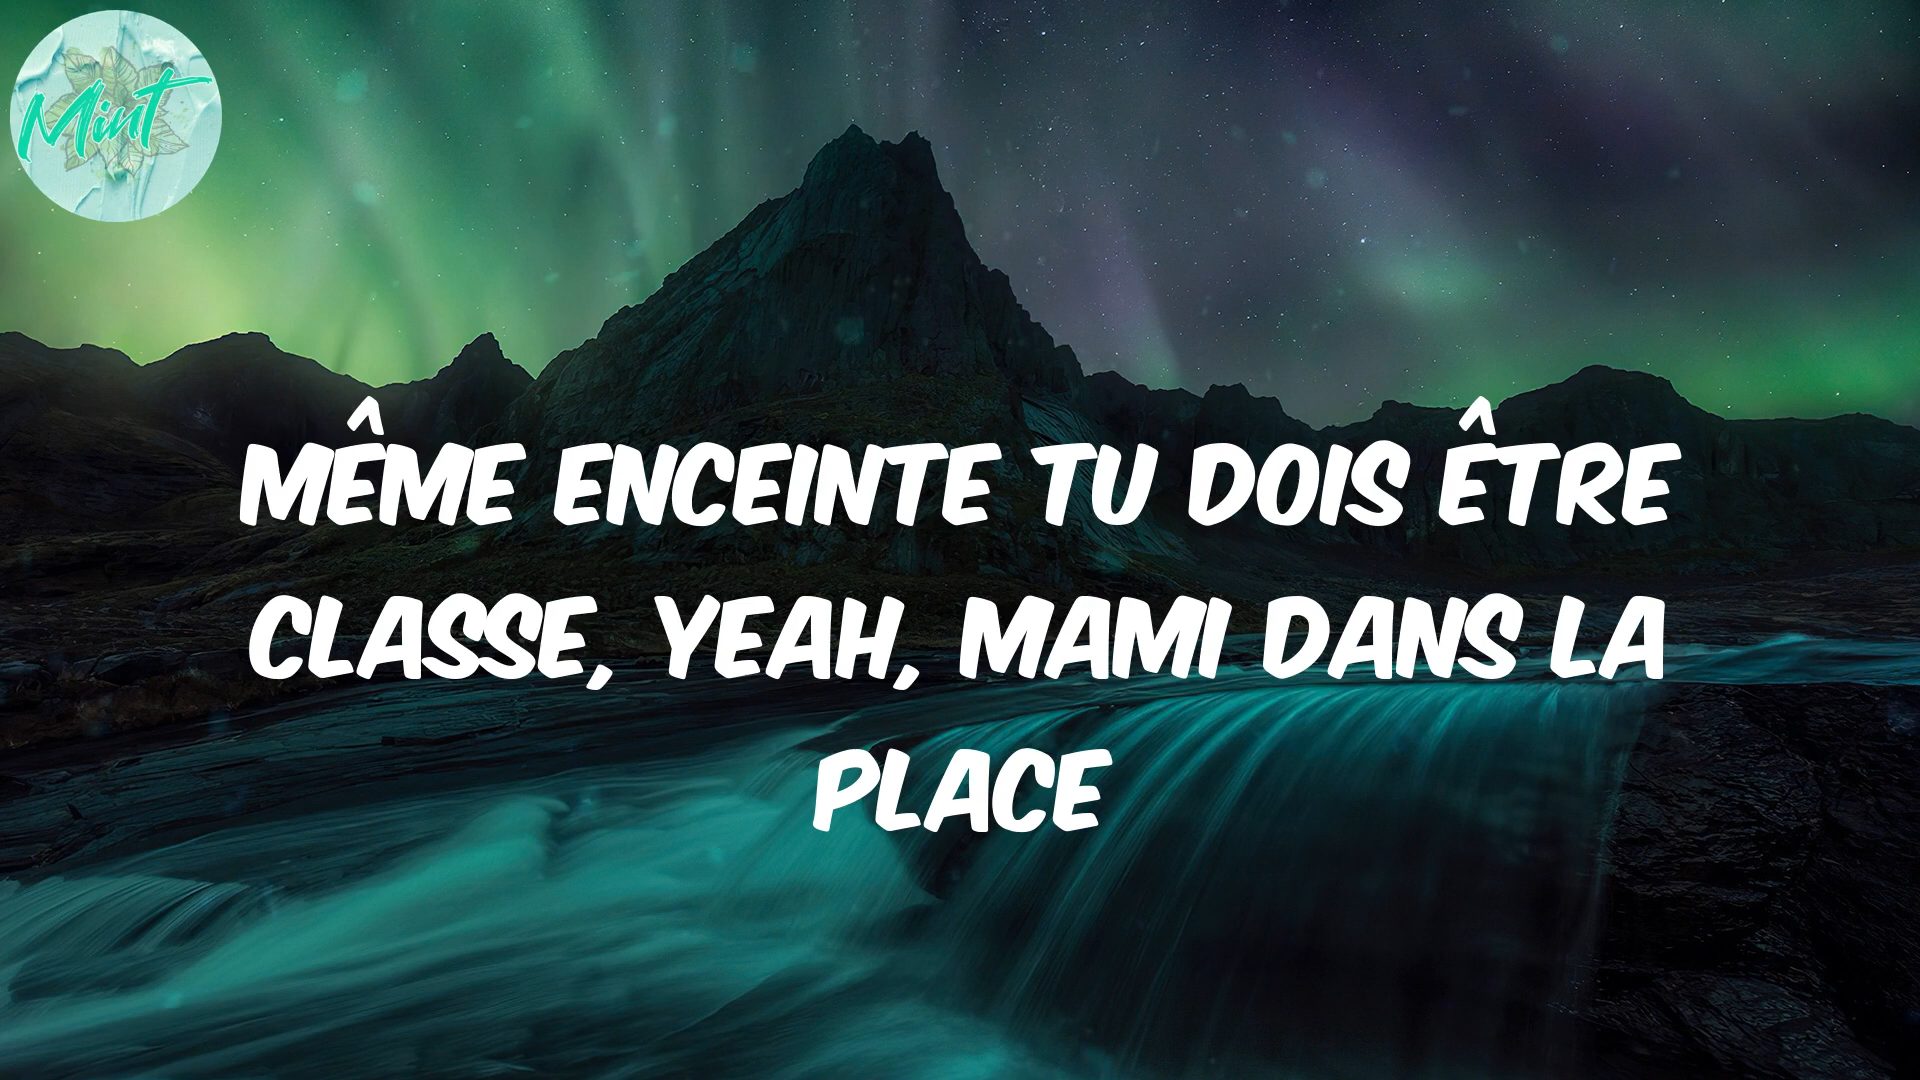 Mint
MÊME ENCEINTE TU DOIS ÊTRE
CLASSE, YEAH, MAMI DANS LA
PLACE